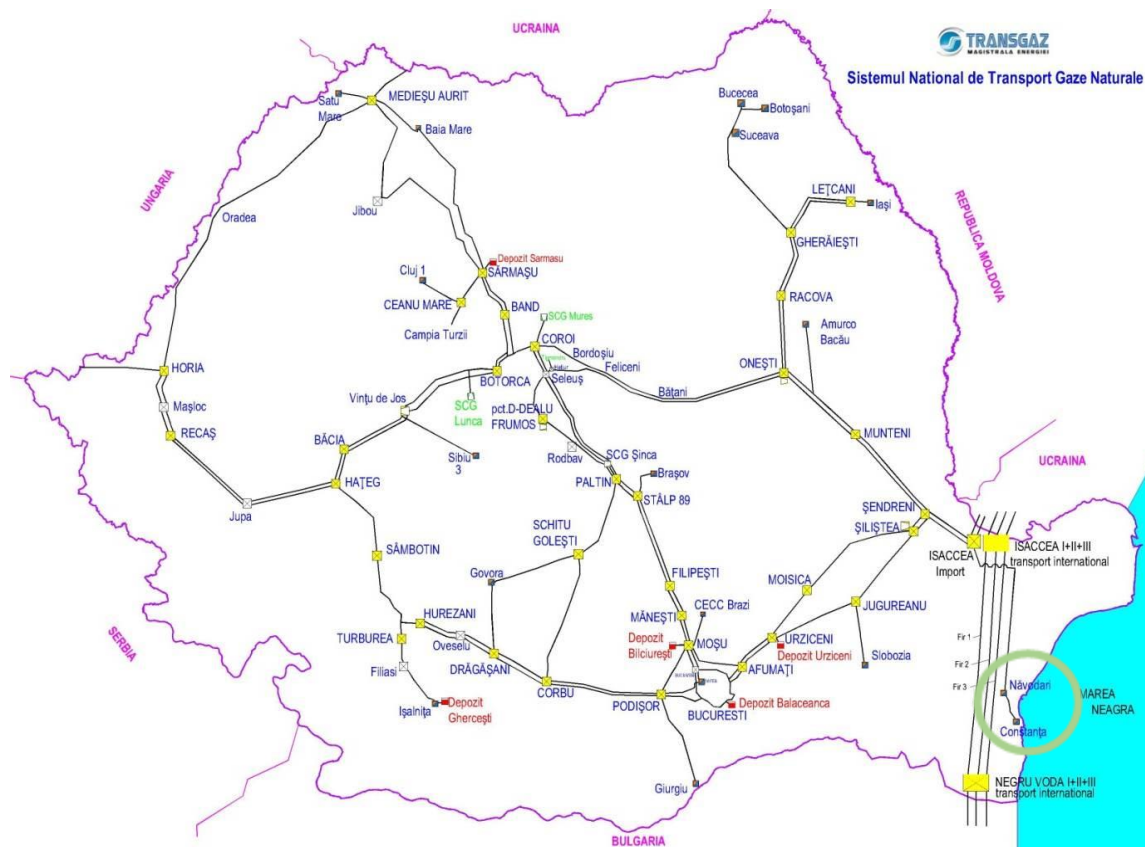 UCRAINA
TRANSGAZ
MAGISTRALA ENERGIEI
Sistemul National de Transport Gaze Naturale
Satu
Mare
MEDIEŞU AURIT
Baia Mare
Bucecea
Botoşani
Suceava
UNGARIA
REPUBLICA MOLDOVA
LEŢCANI
Iaşi
Jibou
Oradea
GHERĂIEŞTI
Depozit Sarmasu
Cluj 1
SĂRMAŞU
CEANU MARE
BAND
Campia Turzii
RACOVA
SCG Mures
Amurco
Bacău
COROI
Bordoşiu
Feliceni
Seleuş
ONEŞTI
HORIA
BOTORCA
Băţani
Maşloc
Vinţu de Jos
SCG
Lunca
pct.D-DEALU
FRUMOS
RECAŞ
BĂCIA
Sibiu
3
Rodbav
SCG Şinca
MUNTENI
HAŢEG
PALTIN
Braşov
STÂLP 89
UCRAINA
Jupa
ŞENDRENI
ŞILIŞTEA
SCHITU
GOLEŞTI
SÂMBOTIN
ISACCEA
Import
ISACCEA I+II+III
transport international
Govora
FILIPEŞTI
MOISICA
CECC Brazi
JUGUREANU
HUREZANI
MĂNEŞTI
SERBIA
TURBUREA
Oveselu
Depozit
Bilciureşti
MOŞU
URZICENI
Depozit Urziceni
Fir 1
Fir 2
Fir 3
Filiasi
DRĂGĂŞANI
AFUMAŢI
Slobozia
CORBU
PODIŞOR
BUCURESTI
Depozit Balaceanca
Işalniţa
Depozit
Gherceşti
Năvodari
Constanţa
MAREA
NEAGRA
Giurgiu
NEGRU VODA I+II+III
transport international
BULGARIA